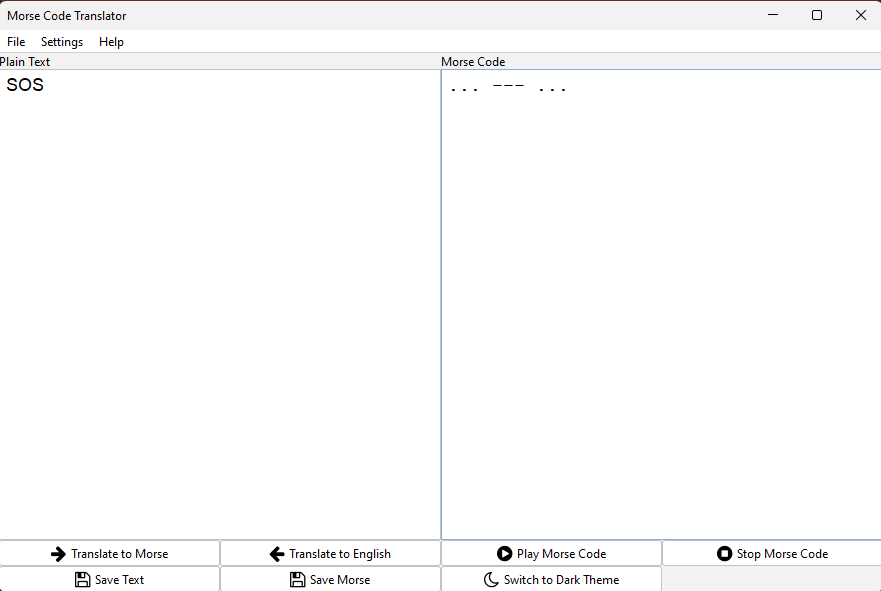 Morse Code Translator
File Settings Help
Plain Text Morse Code
SOS ... --- ...
Translate to Morse Translate to English Play Morse Code Stop Morse Code
Save Text Save Morse Switch to Dark Theme